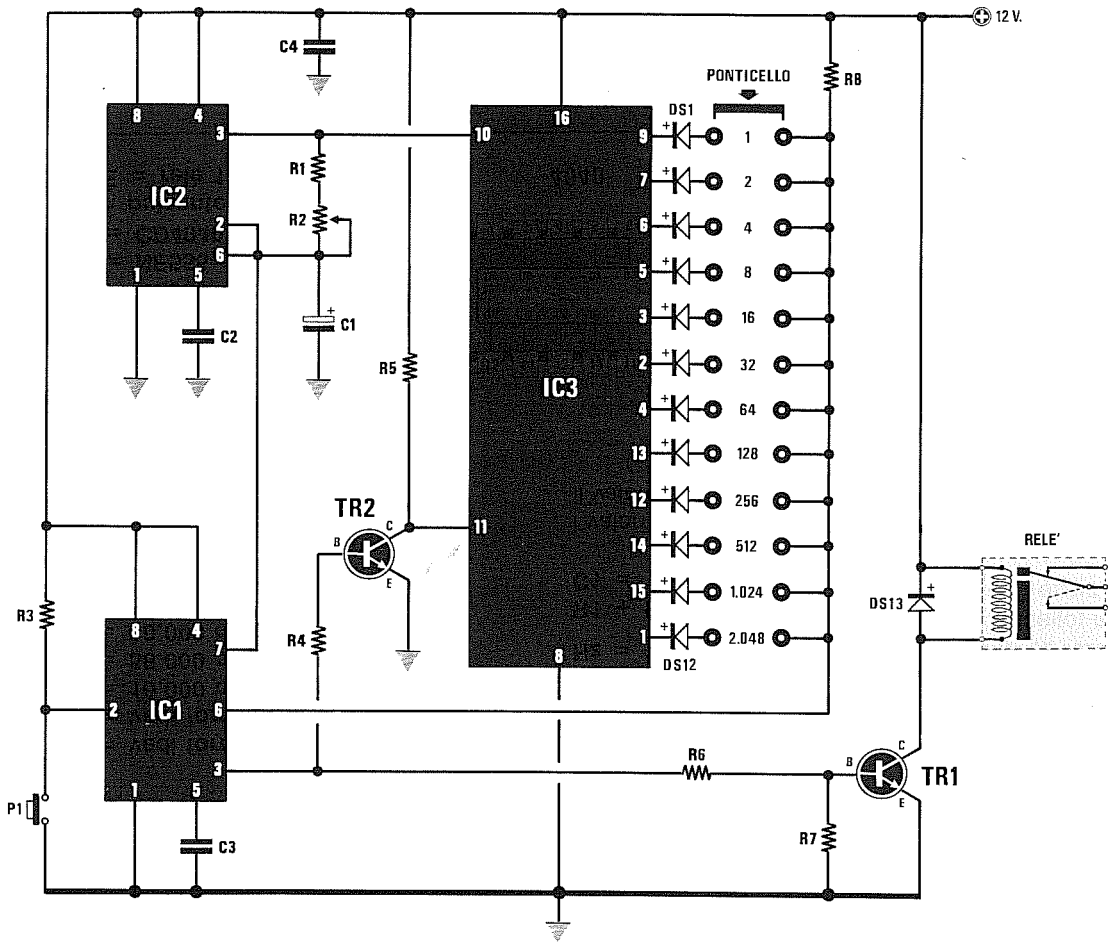 12 V.
C4
R8
PONTICELLO
8 4
3
IC2
2
6
1 5
R1
R2
C1
C2
R5
16
10
IC3
11
8
9 DS1 1
7 2
6 4
5 8
3 16
2 32
4 64
13 128
12 256
14 512
15 1.024
1 DS12 2.048
TR2
B C E
R4
R3
8 4
7
2 IC1 6
3
1 5
P1
C3
R6
R7
B C E
TR1
DS13
RELE'